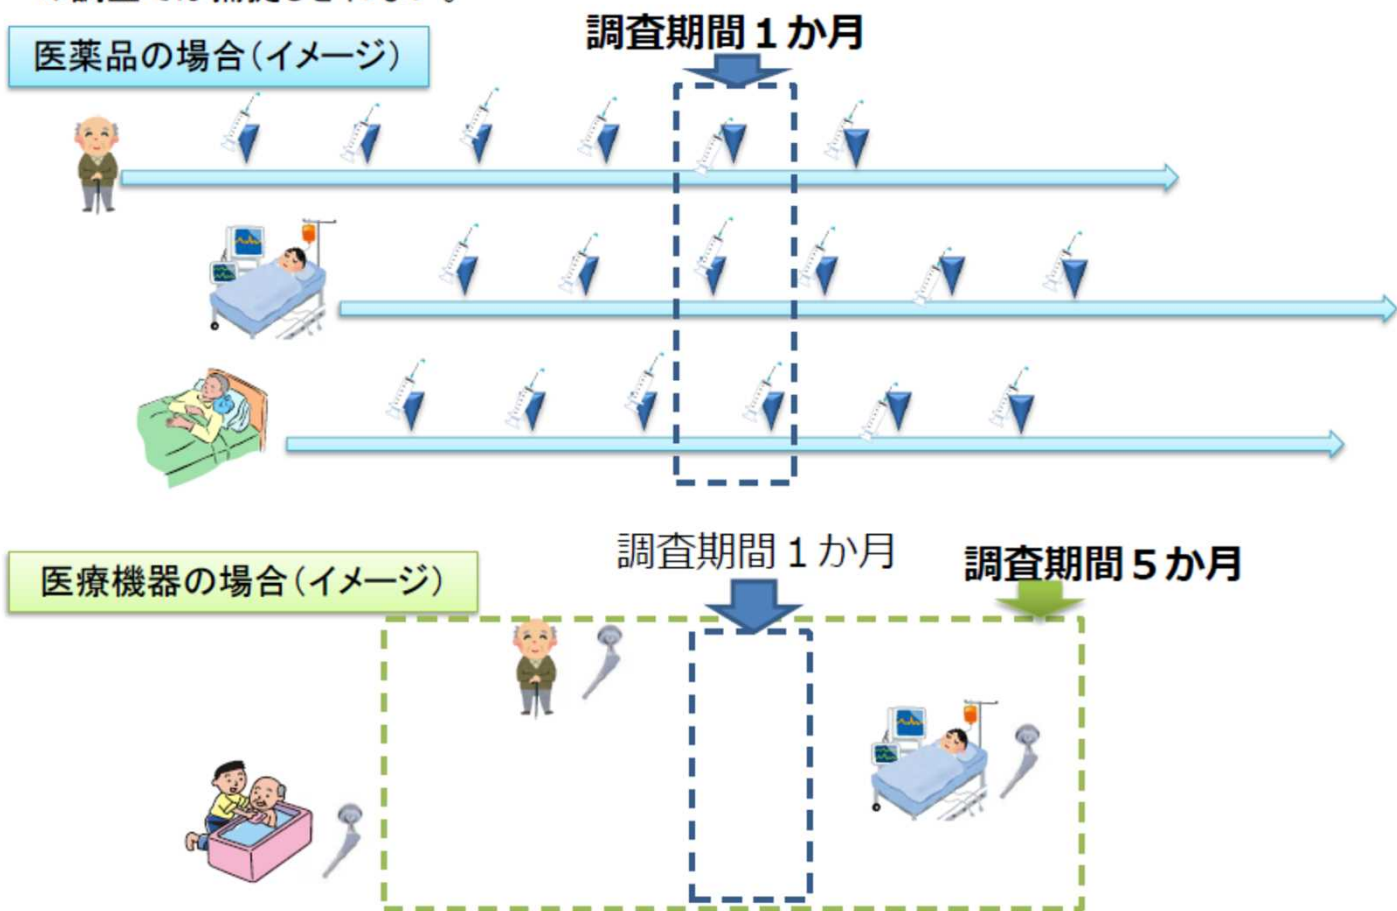 医薬品の場合(イメージ)
調査期間1か月
医療機器の場合(イメージ)
調査期間1か月
調査期間5か月